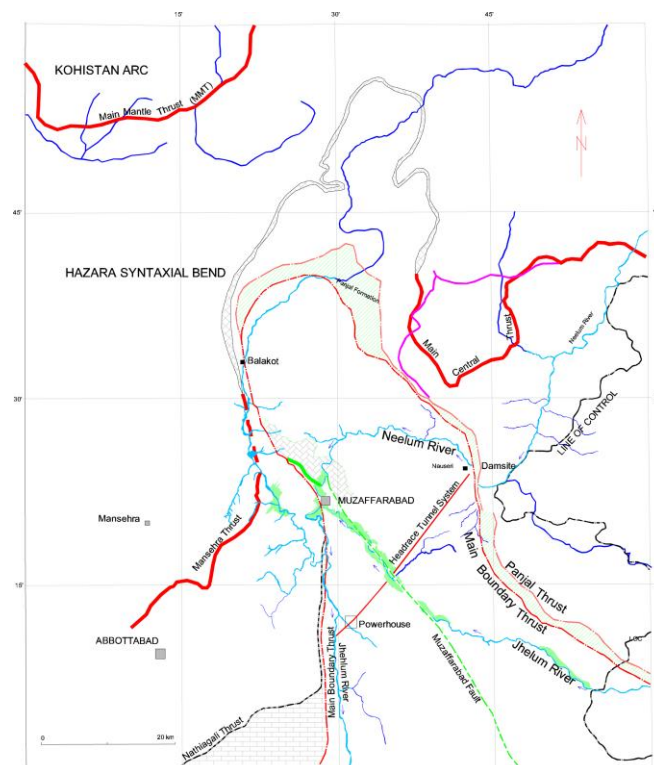 15'
30'
45'
KOHISTAN ARC
Main Mantle Thrust (MMT)
N
45'
HAZARA SYNTAXIAL BEND
Panjal Formation
Main
Central
Thrust
Neelum River
Balakot
30'
LINE OF CONTROL
Neelum River
Nauseri
Damsite
MUZAFFARABAD
Headrace Tunnel System
Mansehra
Mansehra Thrust
Main
Boundary Thrust
Panjal Thrust
15'
Powerhouse
ABBOTTABAD
Main Boundary Thrust
Jhehlum River
Muzaffarabad Fault
Jhelum River
LOC
Nathiagali Thrust
0
20 km